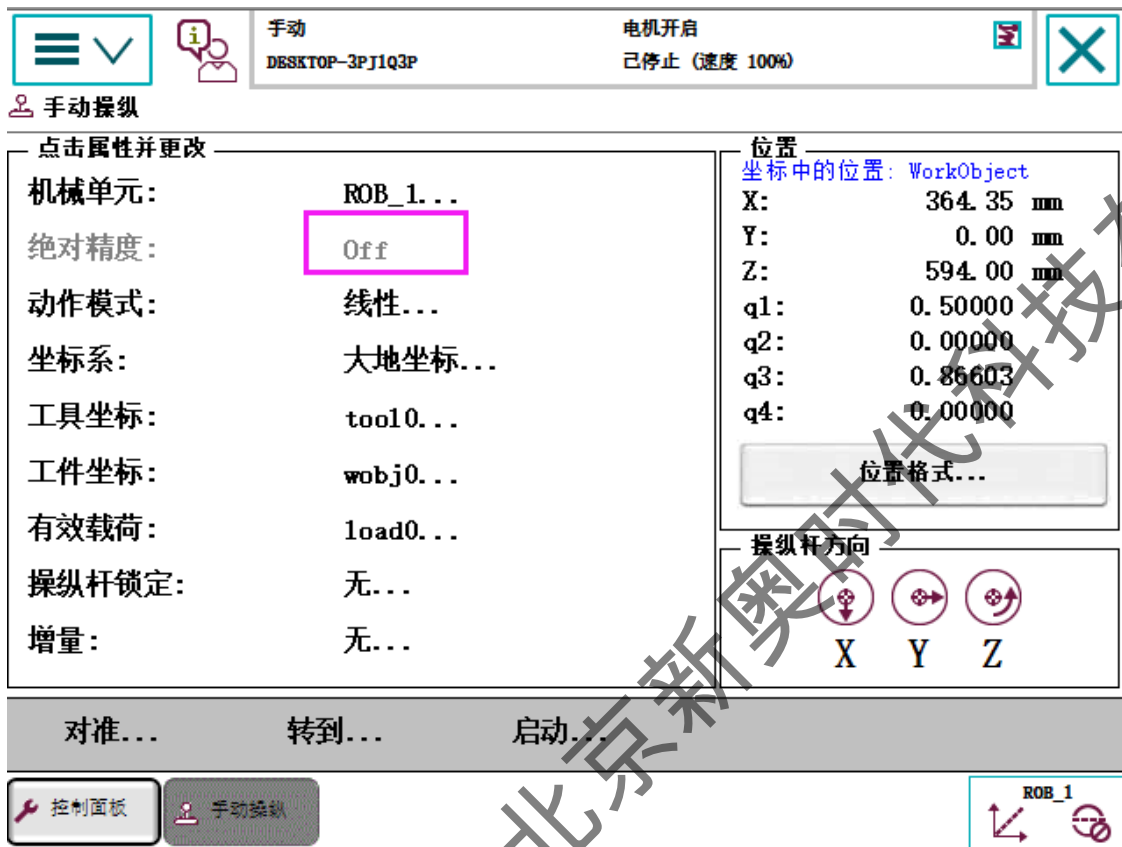 手动
电机开启
DESKTOP-3PJ1Q3P
己停止 (速度 100%)
手动操纵
点击属性并更改
机械单元: ROB_1...
绝对精度: Off
动作模式: 线性...
坐标系: 大地坐标...
工具坐标: tool0...
工件坐标: wobj0...
有效载荷: load0...
操纵杆锁定: 无...
增量: 无...
位置
坐标中的位置: WorkObject
X: 364.35 mm
Y: 0.00 mm
Z: 594.00 mm
q1: 0.50000
q2: 0.00000
q3: 0.86603
q4: 0.00000
位置格式...
操纵杆方向
X Y Z
对准... 转到... 启动...
控制面板
手动操纵
ROB_1
北京新奥时代科技